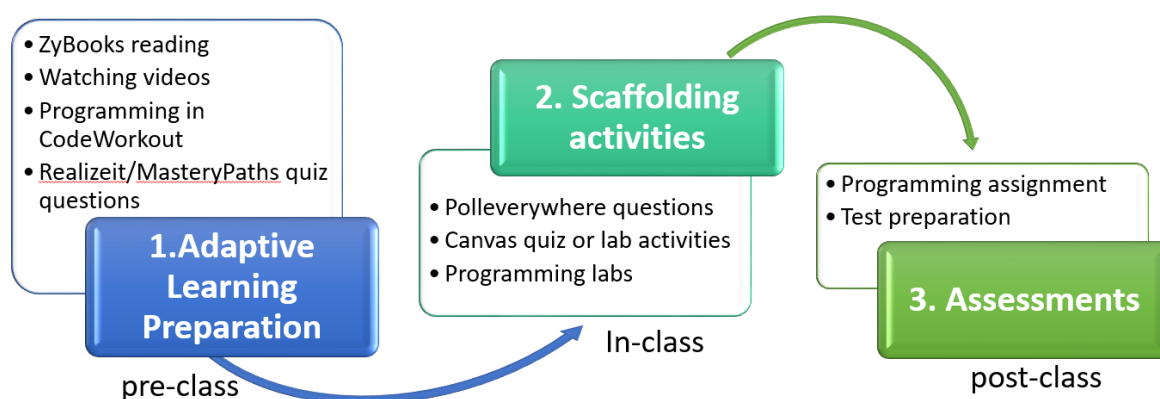 • ZyBooks reading
• Watching videos
• Programming in
CodeWorkout
• Realizeit/MasteryPaths quiz
questions
1.Adaptive
Learning
Preparation
pre-class
2. Scaffolding
activities
• Polleverywhere questions
• Canvas quiz or lab activities
• Programming labs
In-class
• Programming assignment
• Test preparation
3. Assessments
post-class